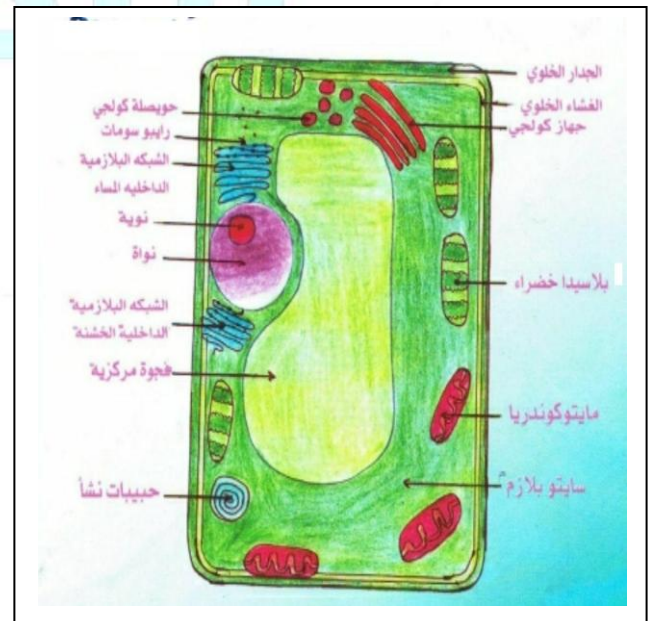 الجدار الخلوي
الغشاء الخلوي
جهاز كولجي
بلاسيدا خضراء
مايتوكوندريا
سايتو بلازم
حويصلة كولجي
رايبو سومات
الشبكه البلازمية
الداخليه الملساء
نوية
نواة
الشبكه البلازمية
الداخلية الخشنة
فجوة مركزية
حبيبات نشأ